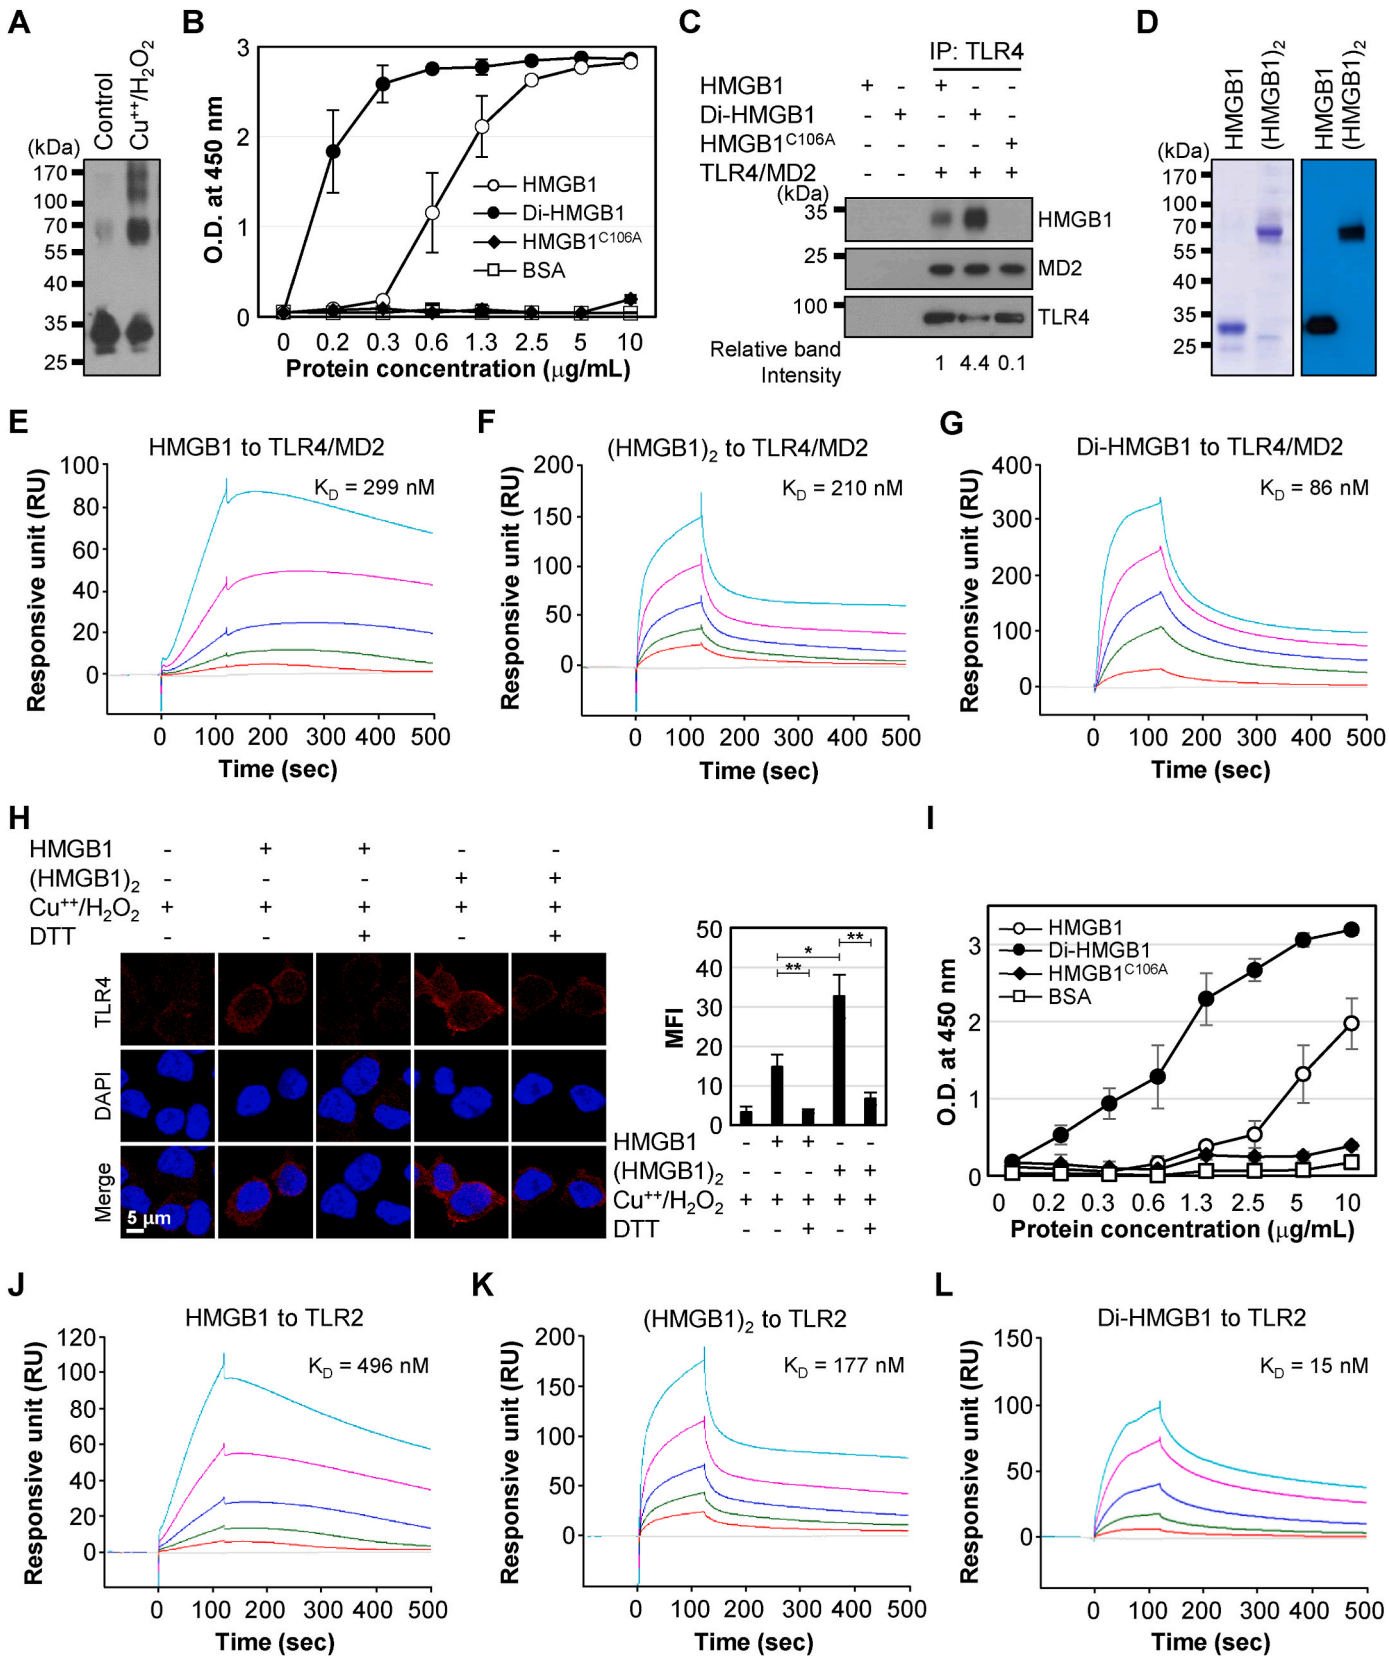 A
Control
Cu++/H2O2
(kDa)
170
100
70
55
40
35
25
B
O.D. at 450 nm
3
2
1
0
HMGB1
Di-HMGB1
HMGB1C106A
BSA
0 0.2 0.3 0.6 1.3 2.5 5 10
Protein concentration (μg/mL)
C
IP: TLR4
HMGB1 + - + - -
Di-HMGB1 - + - + -
HMGB1C106A - - - - +
TLR4/MD2 - - + + +
(kDa)
35 HMGB1
25 MD2
100 TLR4
Relative band
Intensity 1 4.4 0.1
D
HMGB1
(HMGB1)2
HMGB1
(HMGB1)2
(kDa)
170
100
70
55
40
35
25
E
HMGB1 to TLR4/MD2
KD = 299 nM
Responsive unit (RU)
100
80
60
40
20
0
0 100 200 300 400 500
Time (sec)
F
(HMGB1)2 to TLR4/MD2
KD = 210 nM
Responsive unit (RU)
200
150
100
50
0
0 100 200 300 400 500
Time (sec)
G
Di-HMGB1 to TLR4/MD2
KD = 86 nM
Responsive unit (RU)
400
300
200
100
0
0 100 200 300 400 500
Time (sec)
H
HMGB1 - + + - -
(HMGB1)2 - - - + +
Cu++/H2O2 + + + + +
DTT - - + - +
TLR4
DAPI
Merge
5 μm
MFI
50
40
30
20
10
0
*
**
**
HMGB1 - + + - -
(HMGB1)2 - - - + +
Cu++/H2O2 + + + + +
DTT - - + - +
I
HMGB1
Di-HMGB1
HMGB1C106A
BSA
O.D. at 450 nm
3
2
1
0
0 0.2 0.3 0.6 1.3 2.5 5 10
Protein concentration (μg/mL)
J
HMGB1 to TLR2
KD = 496 nM
Responsive unit (RU)
120
100
80
60
40
20
0
0 100 200 300 400 500
Time (sec)
K
(HMGB1)2 to TLR2
KD = 177 nM
Responsive unit (RU)
200
150
100
50
0
0 100 200 300 400 500
Time (sec)
L
Di-HMGB1 to TLR2
KD = 15 nM
Responsive unit (RU)
150
100
50
0
0 100 200 300 400 500
Time (sec)